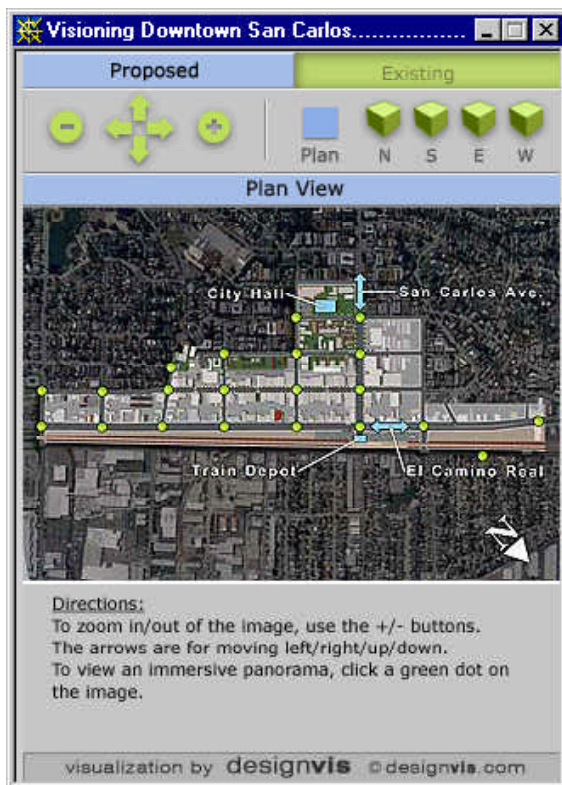 Visioning Downtown San Carlos..................
Proposed
Existing
Plan
N
S
E
W
Plan View
City Hall
San Carlos Ave.
Train Depot
El Camino Real
N
Directions:
To zoom in/out of the image, use the +/- buttons.
The arrows are for moving left/right/up/down.
To view an immersive panorama, click a green dot on
the image.
visualization by designvis © designvis.com